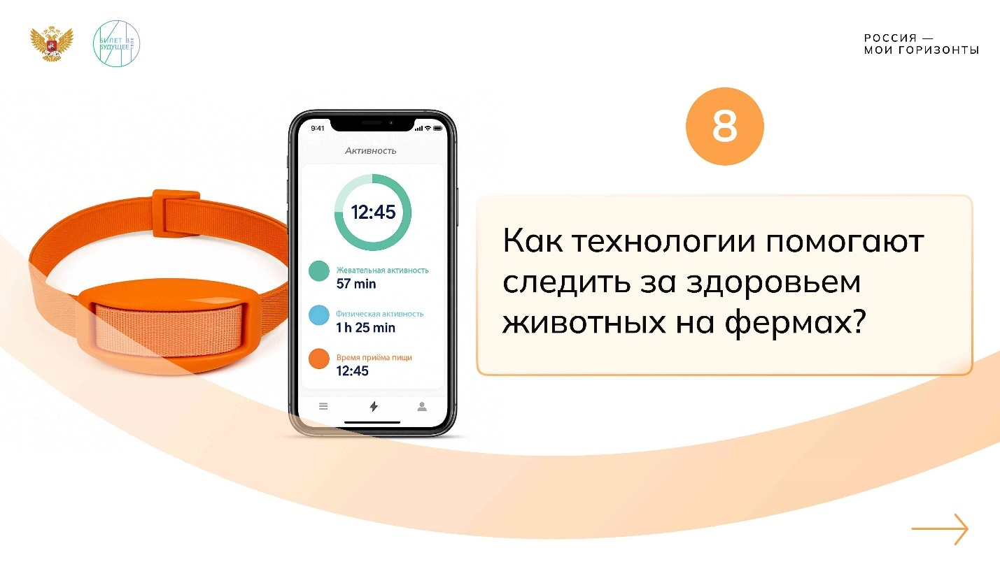 БИЛЕТ В
БУДУЩЕЕ
ТВОЕ
РОССИЯ —
МОИ ГОРИЗОНТЫ
8
9:41
Активность
12:45
Жевательная активность
57 min
Физическая активность
1 h 25 min
Время приёма пищи
12:45
Как технологии помогают
следить за здоровьем
животных на фермах?